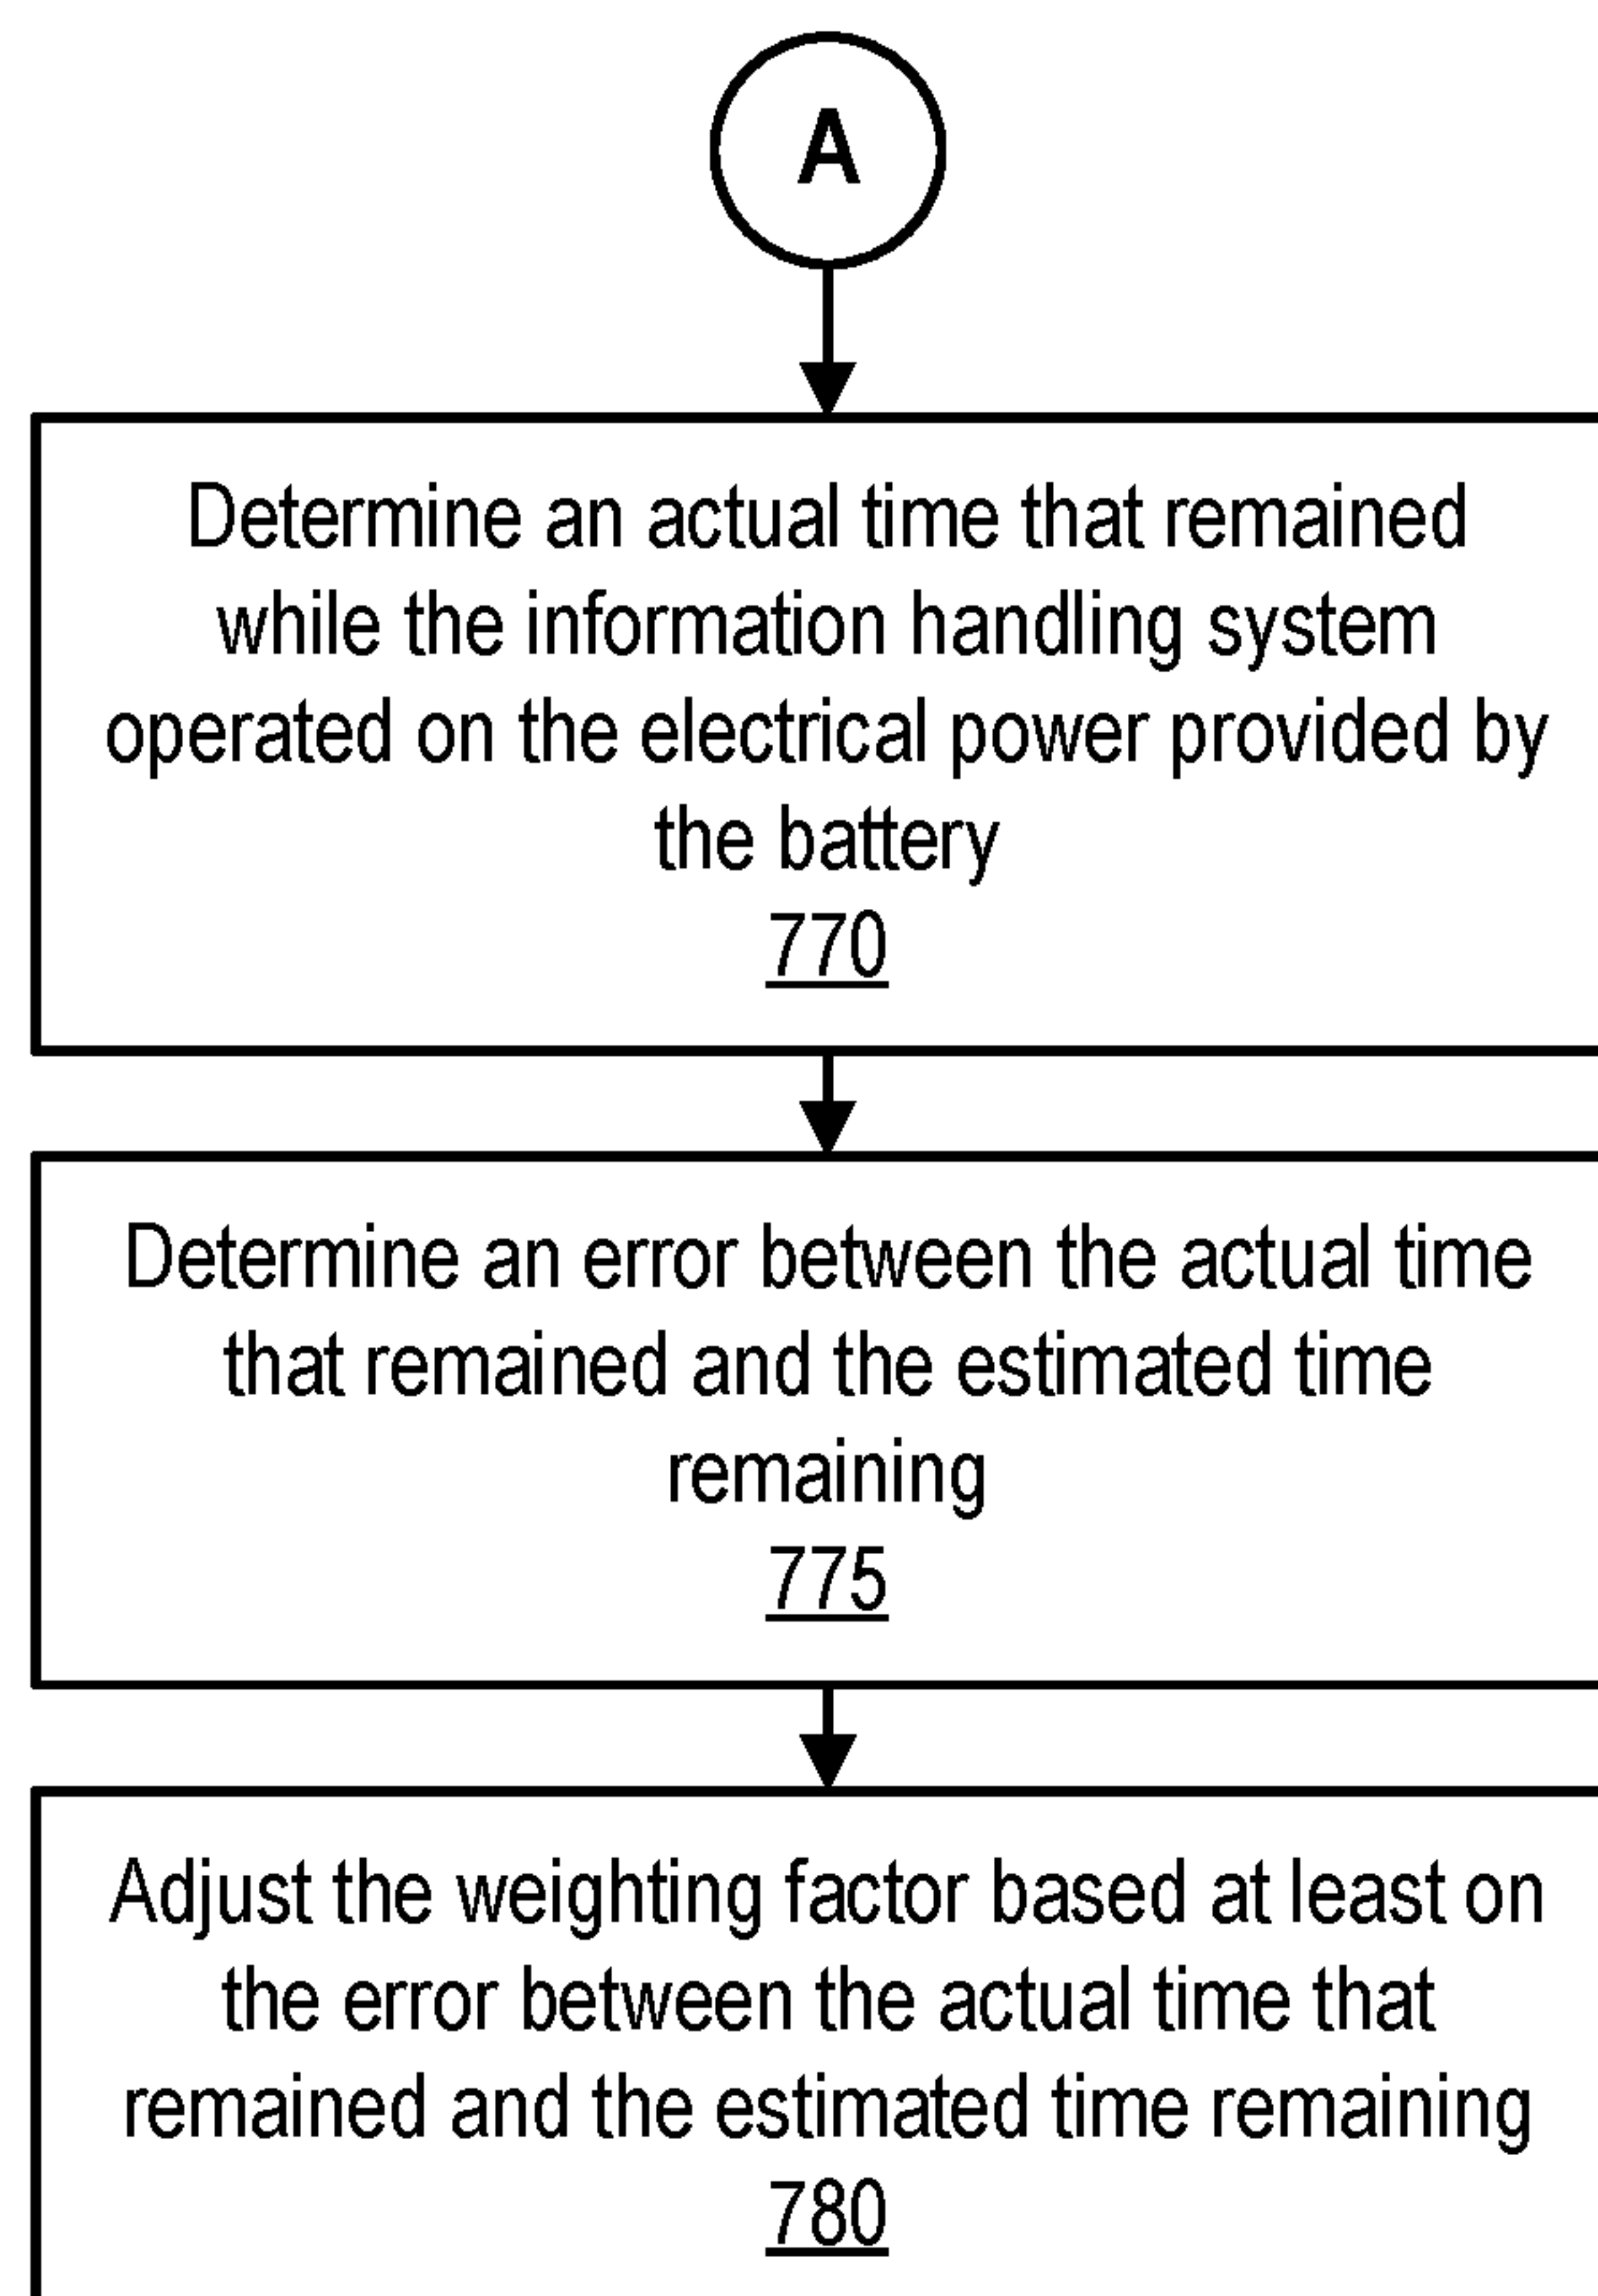 A
Determine an actual time that remained
while the information handling system
operated on the electrical power provided by
the battery
770
Determine an error between the actual time
that remained and the estimated time
remaining
775
Adjust the weighting factor based at least on
the error between the actual time that
remained and the estimated time remaining
780